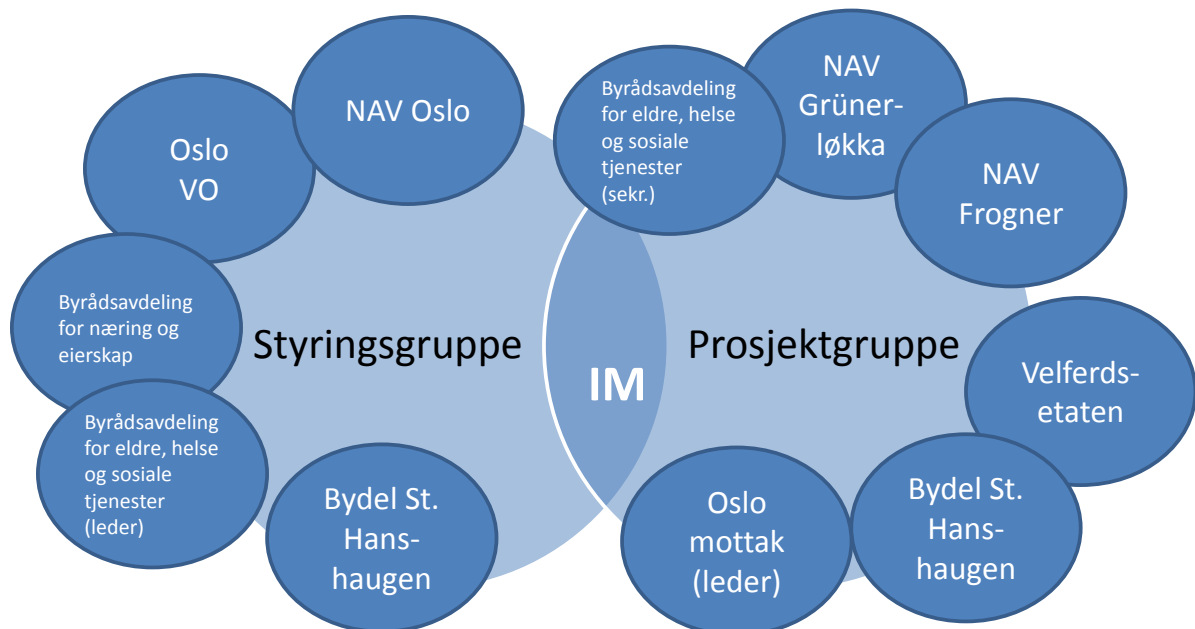 NAV Oslo
Oslo
VO
Byrådsavdeling
for næring og
eierskap
Byrådsavdeling
for eldre, helse
og sosiale
tjenester
(leder)
Bydel St.
Hans-
haugen
Styringsgruppe
IM
Prosjektgruppe
Byrådsavdeling
for eldre, helse
og sosiale
tjenester
(sekr.)
NAV
Grüner-
løkka
NAV
Frogner
Velferds-
etaten
Bydel St.
Hans-
haugen
Oslo
mottak
(leder)